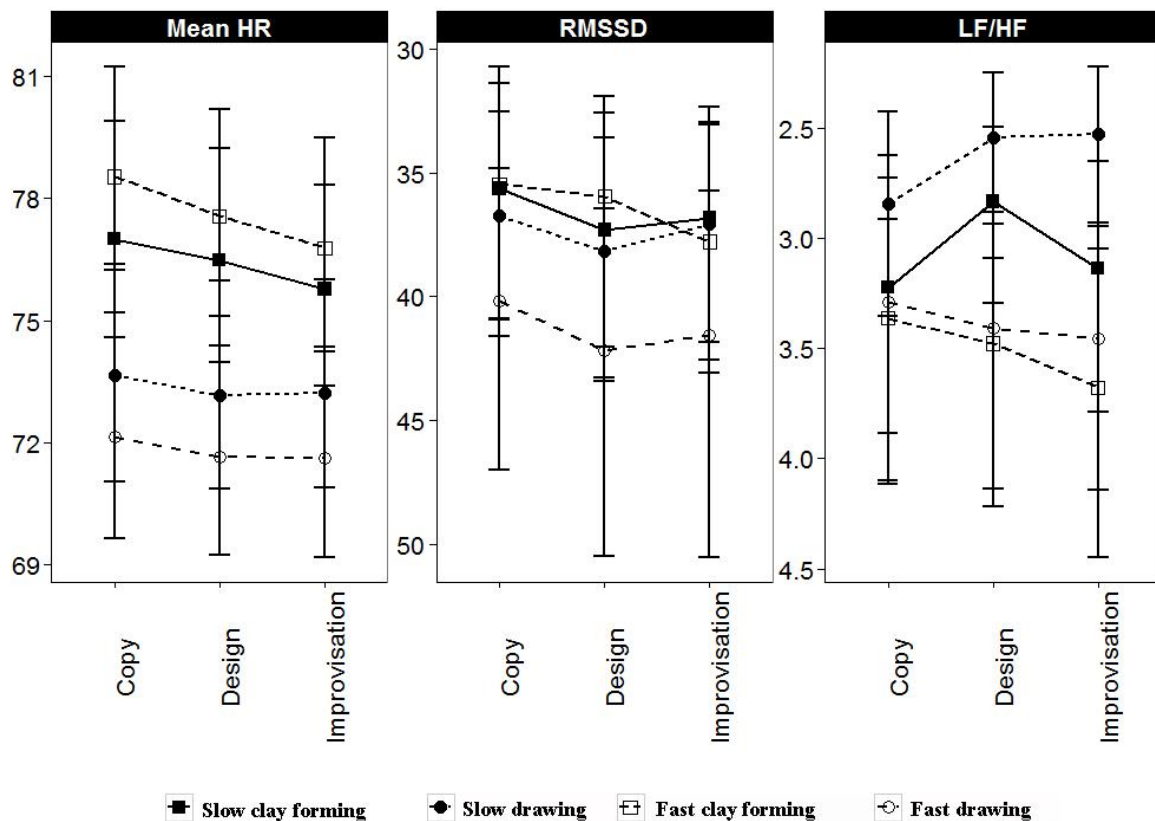 Mean HR
RMSSD
LF/HF
81
78
75
72
69
30
35
40
45
50
2.5
3.0
3.5
4.0
4.5
Copy
Design
Improvisation
Copy
Design
Improvisation
Copy
Design
Improvisation
Slow clay forming
Slow drawing
Fast clay forming
Fast drawing